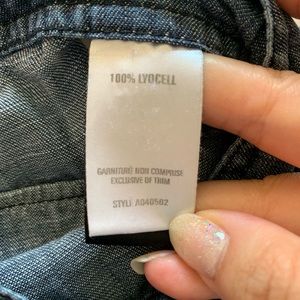 100% LYOCELL
GARNITURE NON COMPRISE
EXCLUSIVE OF TRIM
STYLE A040502